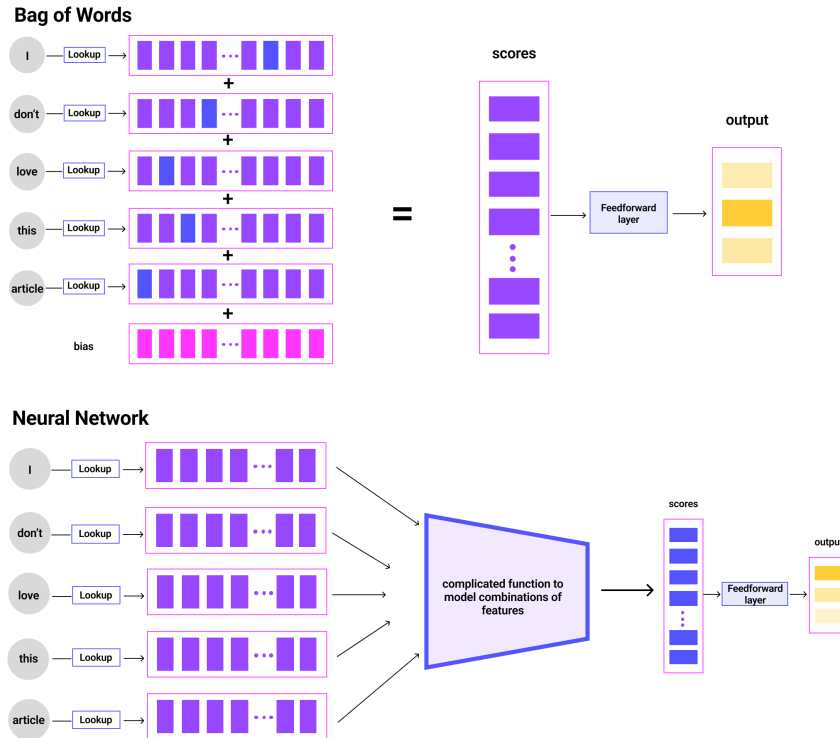 Bag of Words
I
Lookup
+
don't
Lookup
+
love
Lookup
+
this
Lookup
+
article
Lookup
+
bias
=
scores
Feedforward
layer
output
Neural Network
I
Lookup
don't
Lookup
love
Lookup
this
Lookup
article
Lookup
complicated function to
model combinations of
features
scores
Feedforward
layer
output